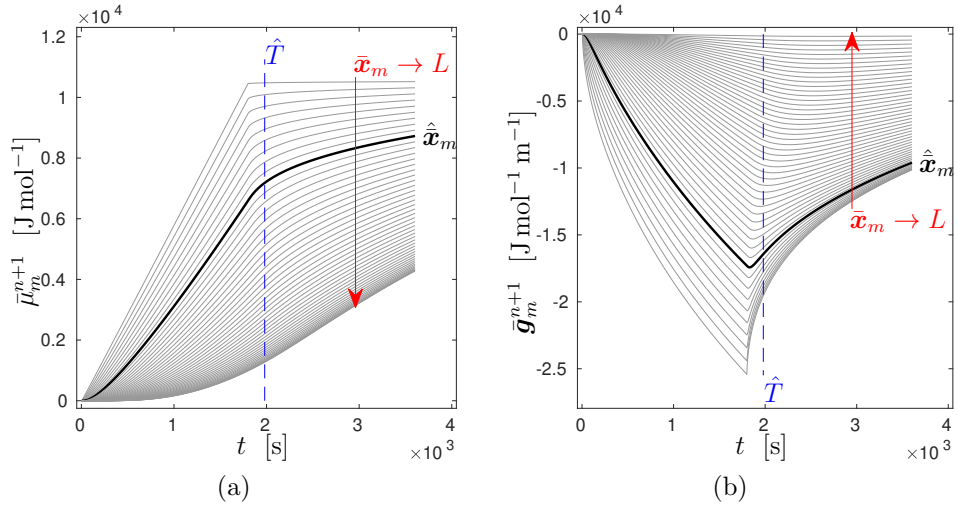 ×10⁴
1.2
1
0.8
0.6
0.4
0.2
0
μ̄ₘⁿ⁺¹ [J mol⁻¹]
T̂
x̄ₘ → L
x̄̂ₘ
0 1 2 3 4
t [s]
×10³
(a)
×10⁴
0
-0.5
-1
-1.5
-2
-2.5
ḡₘⁿ⁺¹ [J mol⁻¹ m⁻¹]
x̄̂ₘ
x̄ₘ → L
T̂
0 1 2 3 4
t [s]
×10³
(b)